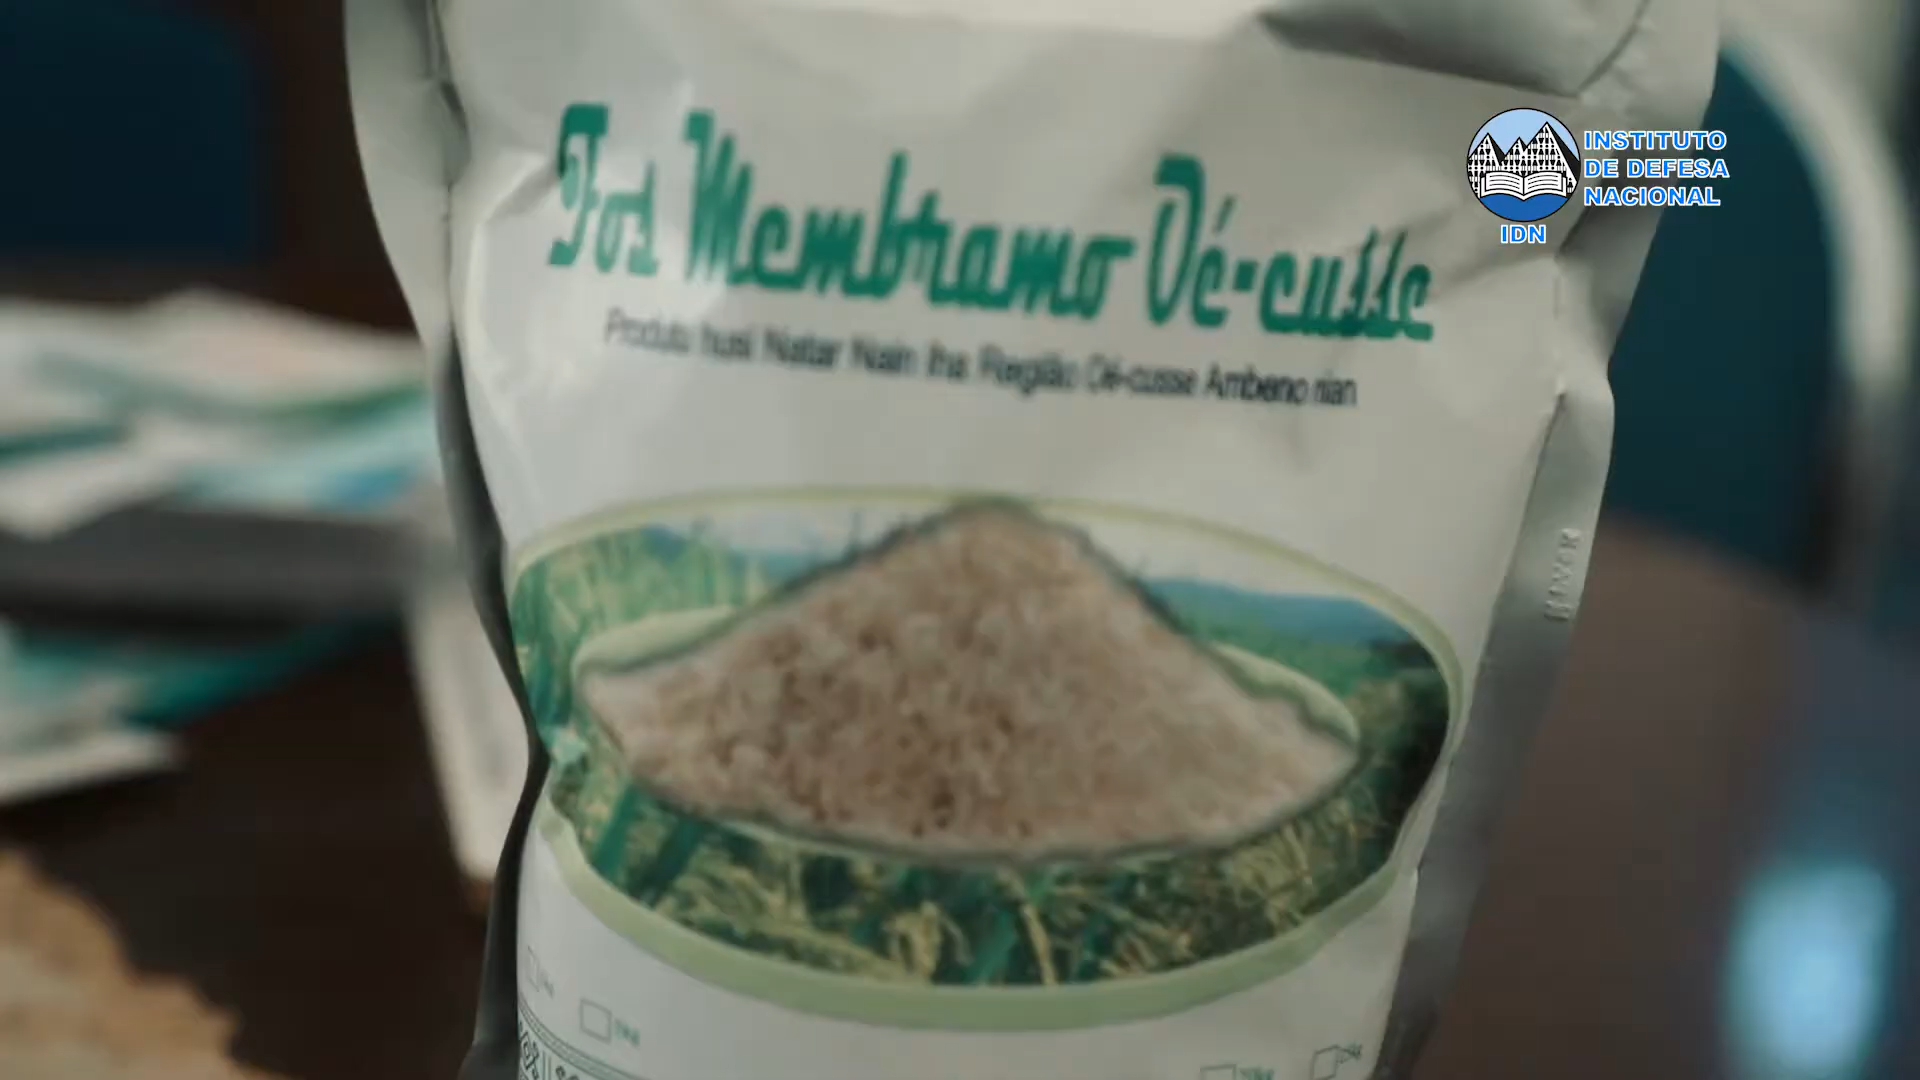 Fos Membramo Oé-cusse
Produto husi Natar Nain iha Região Oé-cusse Ambeno nian
INSTITUTO
DE DEFESA
NACIONAL
IDN